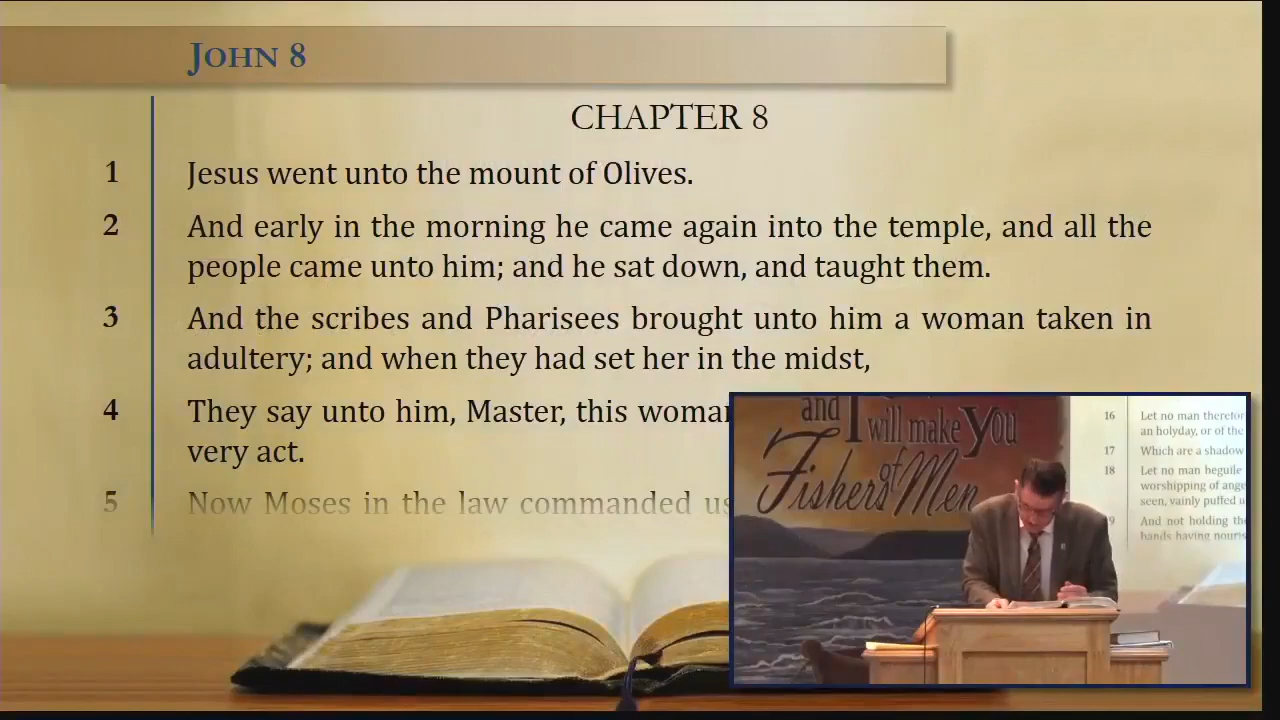 JOHN 8
CHAPTER 8
1 Jesus went unto the mount of Olives.
2 And early in the morning he came again into the temple, and all the
people came unto him; and he sat down, and taught them.
3 And the scribes and Pharisees brought unto him a woman taken in
adultery; and when they had set her in the midst,
4 They say unto him, Master, this woman
very act.
5 Now Moses in the law commanded us
and I
will make you
Fishers of Men
16 Let no man therefor
an holyday, or of the
17 Which are a shadow
18 Let no man beguile
worshipping of ange
seen, vainly puffed u
9 And not holding the
hands having nouris